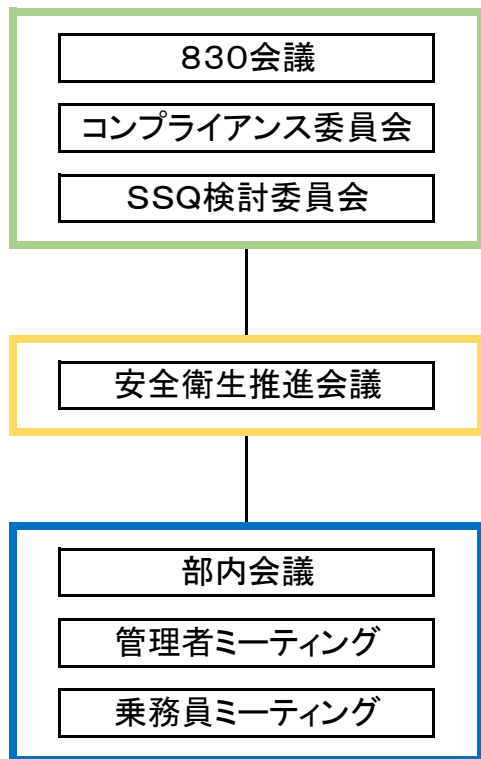 ８３０会議
コンプライアンス委員会
ＳＳＱ検討委員会
安全衛生推進会議
部内会議
管理者ミーティング
乗務員ミーティング